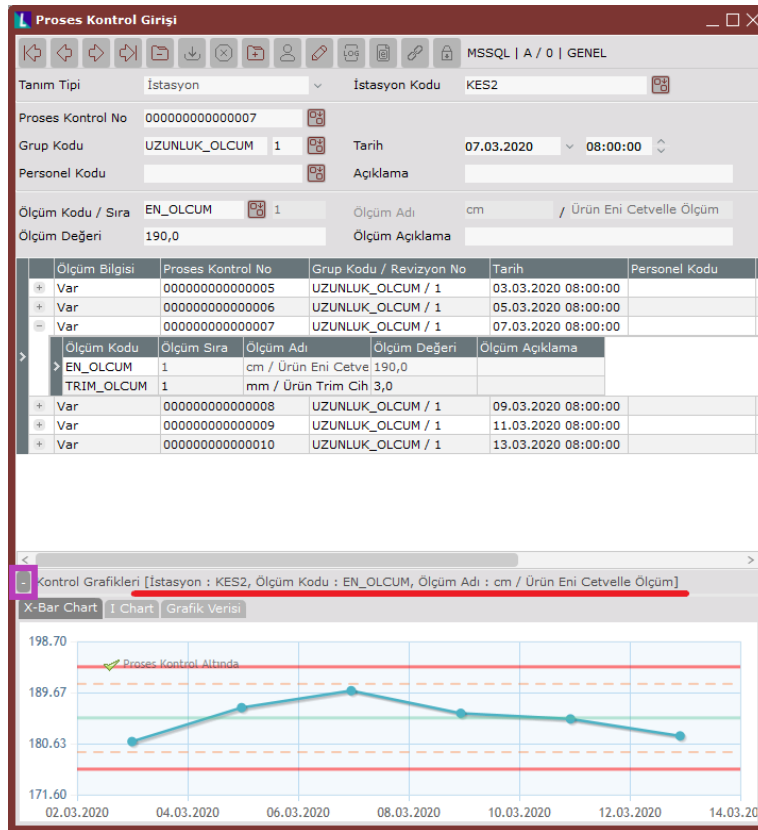 Proses Kontrol Girişi
LOG MSSQL | A / 0 | GENEL
Tanım Tipi İstasyon İstasyon Kodu KES2
Proses Kontrol No 000000000000007
Grup Kodu UZUNLUK_OLCUM 1 Tarih 07.03.2020 08:00:00
Personel Kodu Açıklama
Ölçüm Kodu / Sıra EN_OLCUM 1 Ölçüm Adı cm / Ürün Eni Cetvelle Ölçüm
Ölçüm Değeri 190,0 Ölçüm Açıklama
Ölçüm Bilgisi Proses Kontrol No Grup Kodu / Revizyon No Tarih Personel Kodu
+ Var 000000000000005 UZUNLUK_OLCUM / 1 03.03.2020 08:00:00
+ Var 000000000000006 UZUNLUK_OLCUM / 1 05.03.2020 08:00:00
- Var 000000000000007 UZUNLUK_OLCUM / 1 07.03.2020 08:00:00
Ölçüm Kodu Ölçüm Sıra Ölçüm Adı Ölçüm Değeri Ölçüm Açıklama
EN_OLCUM 1 cm / Ürün Eni Cetve 190,0
TRIM_OLCUM 1 mm / Ürün Trim Cih 3,0
+ Var 000000000000008 UZUNLUK_OLCUM / 1 09.03.2020 08:00:00
+ Var 000000000000009 UZUNLUK_OLCUM / 1 11.03.2020 08:00:00
+ Var 000000000000010 UZUNLUK_OLCUM / 1 13.03.2020 08:00:00
- Kontrol Grafikleri [İstasyon : KES2, Ölçüm Kodu : EN_OLCUM, Ölçüm Adı : cm / Ürün Eni Cetvelle Ölçüm]
X-Bar Chart I Chart Grafik Verisi
198.70
Proses Kontrol Altında
189.67
180.63
171.60
02.03.2020 04.03.2020 06.03.2020 08.03.2020 10.03.2020 12.03.2020 14.03.20